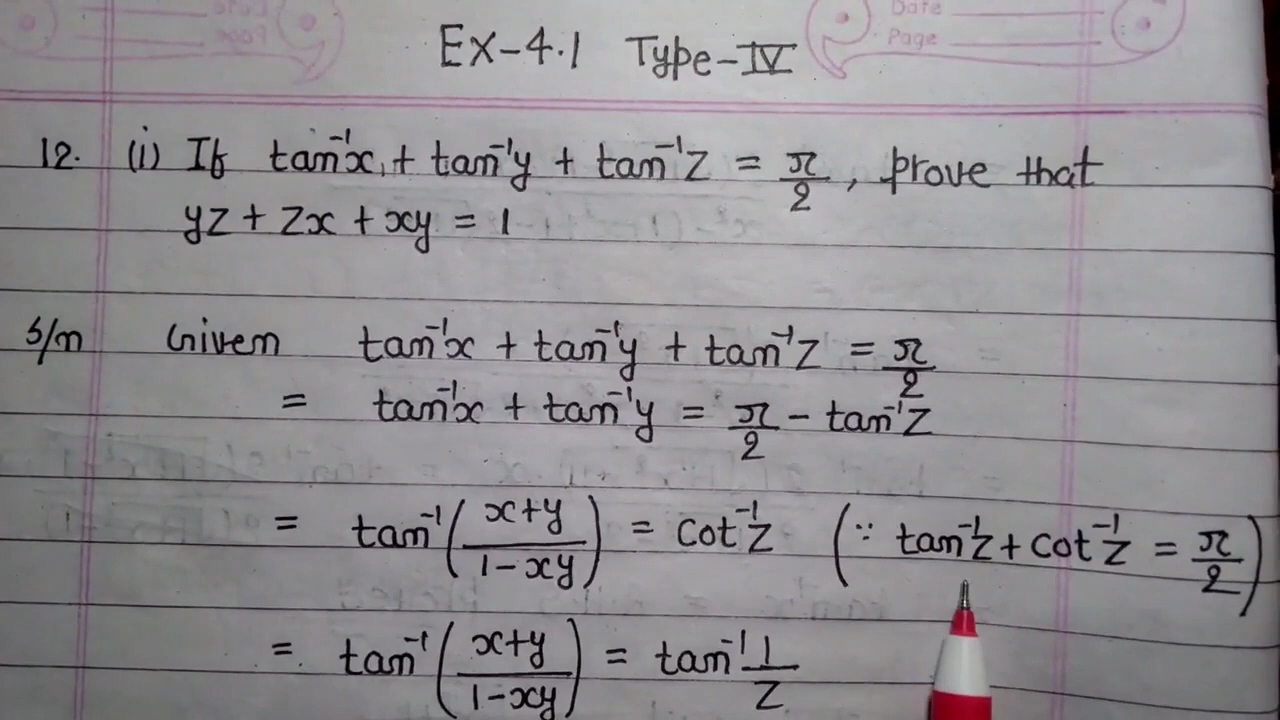 Date
Page
Ex-4.1 Type-IV
12. (i) If tan⁻¹x + tan⁻¹y + tan⁻¹z = π/2, prove that
yz + zx + xy = 1
S/n Given tan⁻¹x + tan⁻¹y + tan⁻¹z = π/2
= tan⁻¹x + tan⁻¹y = π/2 - tan⁻¹z
= tan⁻¹((x+y)/(1-xy)) = cot⁻¹z (∵ tan⁻¹z + cot⁻¹z = π/2)
= tan⁻¹((x+y)/(1-xy)) = tan⁻¹ 1/z